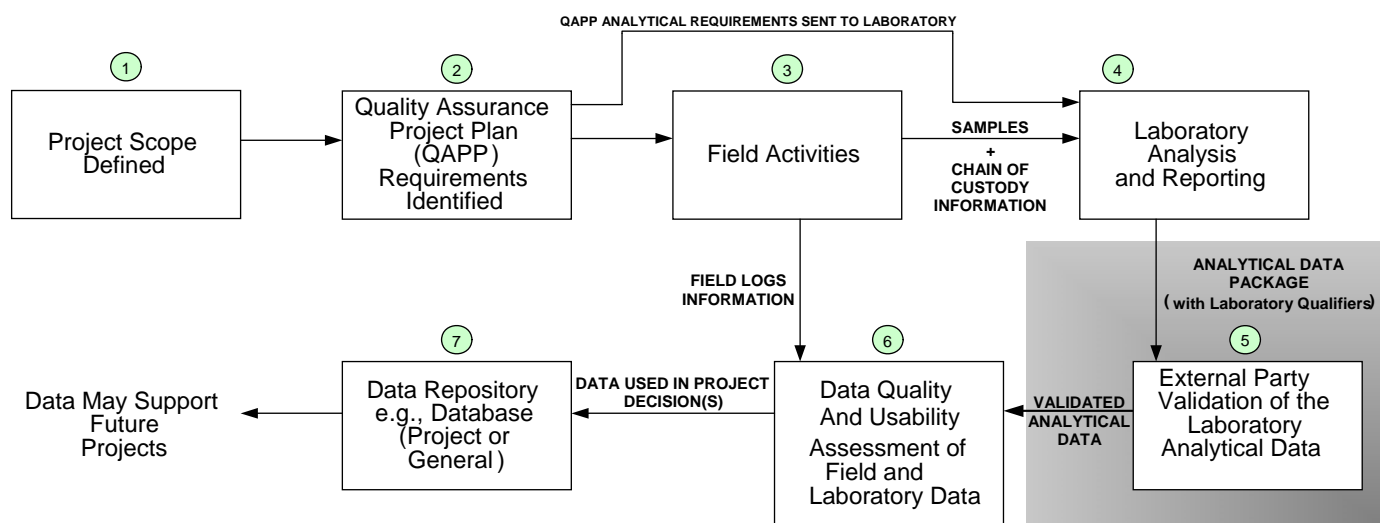 QAPP ANALYTICAL REQUIREMENTS SENT TO LABORATORY
1
Project Scope
Defined
2
Quality Assurance
Project Plan
(QAPP)
Requirements
Identified
3
Field Activities
SAMPLES
+
CHAIN OF
CUSTODY
INFORMATION
4
Laboratory
Analysis
and Reporting
ANALYTICAL DATA
PACKAGE
(with Laboratory Qualifiers)
FIELD LOGS
INFORMATION
5
External Party
Validation of the
Laboratory
Analytical Data
VALIDATED
ANALYTICAL
DATA
6
Data Quality
And Usability
Assessment of
Field and
Laboratory Data
DATA USED IN PROJECT
DECISION(S)
7
Data Repository
e.g., Database
(Project or
General)
Data May Support
Future
Projects